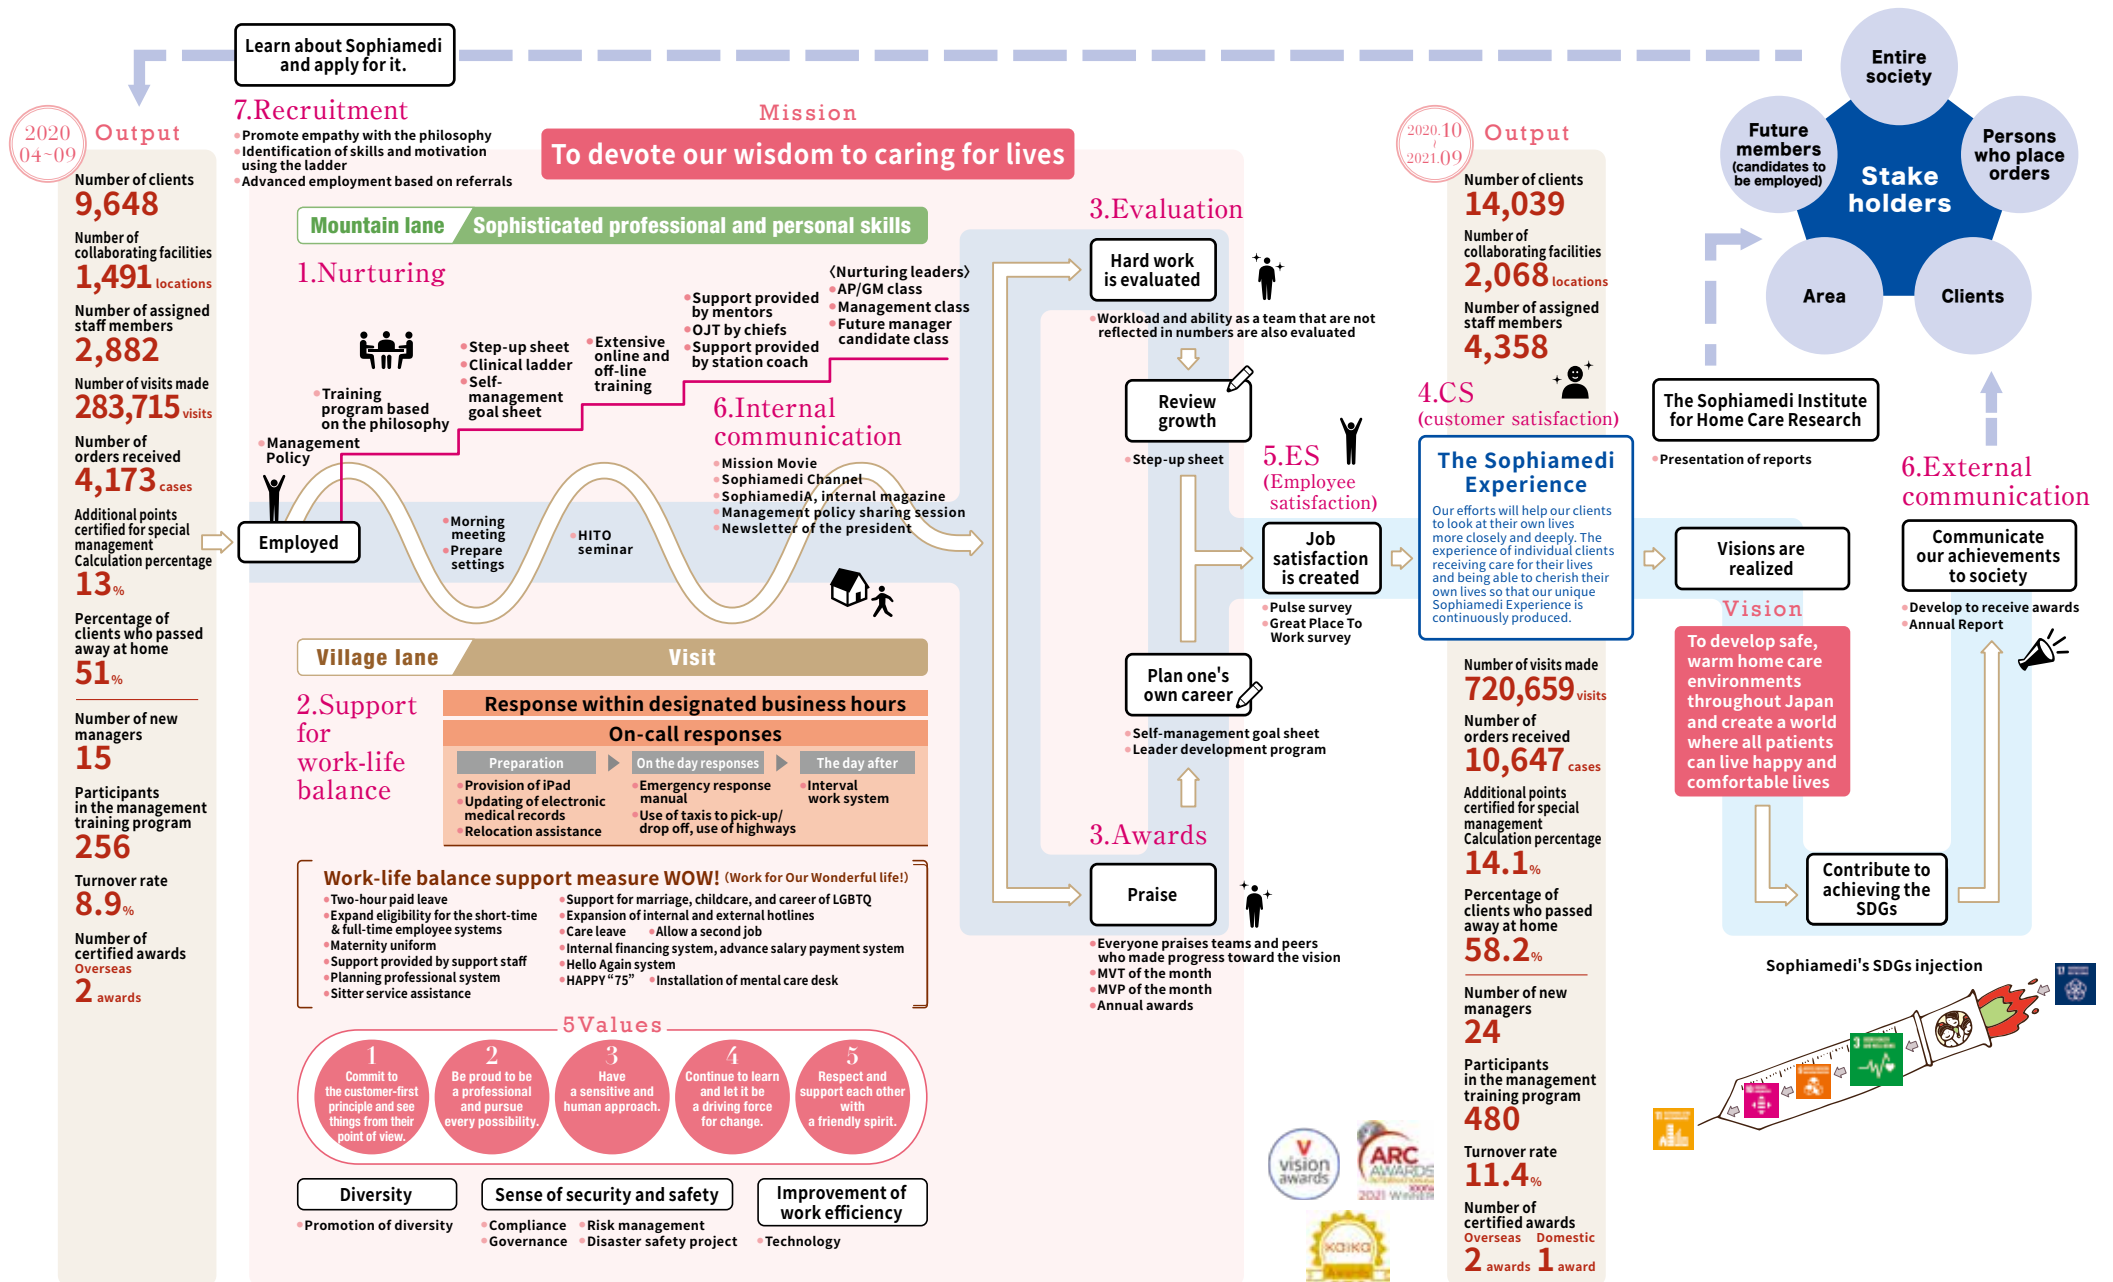 Learn about Sophiamedi
and apply for it.
2020
04~09
Output
Number of clients
9,648
Number of
collaborating facilities
1,491 locations
Number of assigned
staff members
2,882
Number of visits made
283,715 visits
Number of
orders received
4,173 cases
Additional points
certified for special
management
Calculation percentage
13%
Percentage of
clients who passed
away at home
51%
Number of new
managers
15
Participants
in the management
training program
256
Turnover rate
8.9%
Number of
certified awards
Overseas
2 awards
7.Recruitment
Promote empathy with the philosophy
Identification of skills and motivation
using the ladder
Advanced employment based on referrals
Mission
To devote our wisdom to caring for lives
Mountain lane
Sophisticated professional and personal skills
1.Nurturing
Management
Policy
Training
program based
on the philosophy
Step-up sheet
Clinical ladder
Self-
management
goal sheet
Extensive
online and
off-line
training
Support provided
by mentors
OJT by chiefs
Support provided
by station coach
〈Nurturing leaders〉
AP/GM class
Management class
Future manager
candidate class
6.Internal
communication
Mission Movie
Sophiamedi Channel
SophiamediA, internal magazine
Management policy sharing session
Newsletter of the president
Employed
Morning
meeting
Prepare
settings
HITO
seminar
Village lane
Visit
2.Support
for
work-life
balance
Response within designated business hours
On-call responses
Preparation
On the day responses
The day after
Provision of iPad
Updating of electronic
medical records
Relocation assistance
Emergency response
manual
Use of taxis to pick-up/
drop off, use of highways
Interval
work system
Work-life balance support measure WOW! (Work for Our Wonderful life!)
Two-hour paid leave
Expand eligibility for the short-time
& full-time employee systems
Maternity uniform
Support provided by support staff
Planning professional system
Sitter service assistance
Support for marriage, childcare, and career of LGBTQ
Expansion of internal and external hotlines
Care leave
Allow a second job
Internal financing system, advance salary payment system
Hello Again system
HAPPY “75”
Installation of mental care desk
5Values
1
Commit to
the customer-first
principle and see
things from their
point of view.
2
Be proud to be
a professional
and pursue
every possibility.
3
Have
a sensitive and
human approach.
4
Continue to learn
and let it be
a driving force
for change.
5
Respect and
support each other
with
a friendly spirit.
Diversity
Promotion of diversity
Sense of security and safety
Compliance
Risk management
Governance
Disaster safety project
Improvement of
work efficiency
Technology
3.Evaluation
Hard work
is evaluated
Workload and ability as a team that are not
reflected in numbers are also evaluated
Review
growth
Step-up sheet
Plan one's
own career
Self-management goal sheet
Leader development program
3.Awards
Praise
Everyone praises teams and peers
who made progress toward the vision
MVT of the month
MVP of the month
Annual awards
5.ES
(Employee
satisfaction)
Job
satisfaction
is created
Pulse survey
Great Place To
Work survey
V
vision
awards
ARC
AWARDS
2021 WINNER
KAIKA
Awards
2020.10
~
2021.09
Output
Number of clients
14,039
Number of
collaborating facilities
2,068 locations
Number of assigned
staff members
4,358
4.CS
(customer satisfaction)
The Sophiamedi
Experience
Our efforts will help our clients
to look at their own lives
more closely and deeply. The
experience of individual clients
receiving care for their lives
and being able to cherish their
own lives so that our unique
Sophiamedi Experience is
continuously produced.
Number of visits made
720,659 visits
Number of
orders received
10,647 cases
Additional points
certified for special
management
Calculation percentage
14.1%
Percentage of
clients who passed
away at home
58.2%
Number of new
managers
24
Participants
in the management
training program
480
Turnover rate
11.4%
Number of
certified awards
Overseas Domestic
2 awards 1 award
Entire
society
Future
members
(candidates to
be employed)
Persons
who place
orders
Stake
holders
Area
Clients
The Sophiamedi Institute
for Home Care Research
Presentation of reports
Visions are
realized
Vision
To develop safe,
warm home care
environments
throughout Japan
and create a world
where all patients
can live happy and
comfortable lives
Contribute to
achieving the
SDGs
6.External
communication
Communicate
our achievements
to society
Develop to receive awards
Annual Report
Sophiamedi's SDGs injection
17
3
11